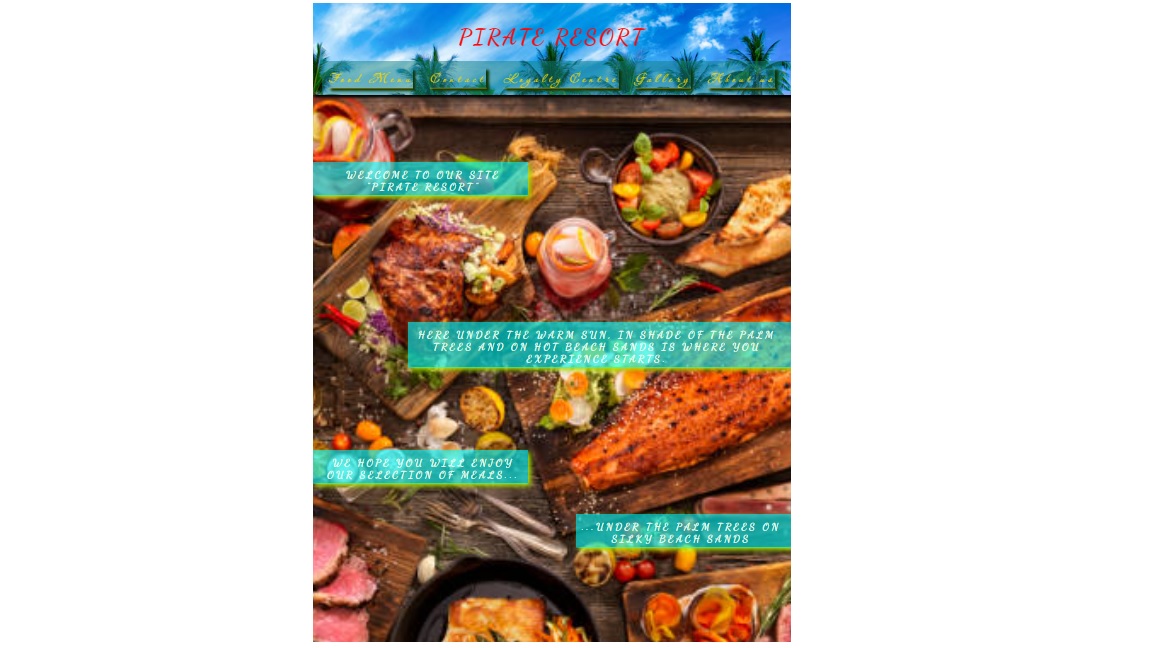 PIRATE RESORT
Food Menu Contact Loyalty Centre Gallery About us
WELCOME TO OUR SITE
"PIRATE RESORT"
HERE UNDER THE WARM SUN, IN SHADE OF THE PALM
TREES AND ON HOT BEACH SANDS IS WHERE YOU
EXPERIENCE STARTS.
WE HOPE YOU WILL ENJOY
OUR SELECTION OF MEALS...
...UNDER THE PALM TREES ON
SILKY BEACH SANDS